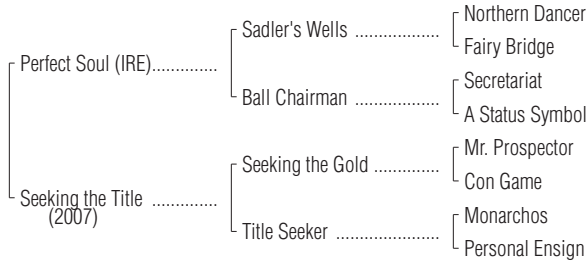 Northern Dancer
Sadler's Wells ..................
Fairy Bridge
Perfect Soul (IRE)..............
Secretariat
Ball Chairman ..................
A Status Symbol
Mr. Prospector
Seeking the Gold ..............
Con Game
Seeking the Title ..............
(2007)
Monarchos
Title Seeker ......................
Personal Ensign